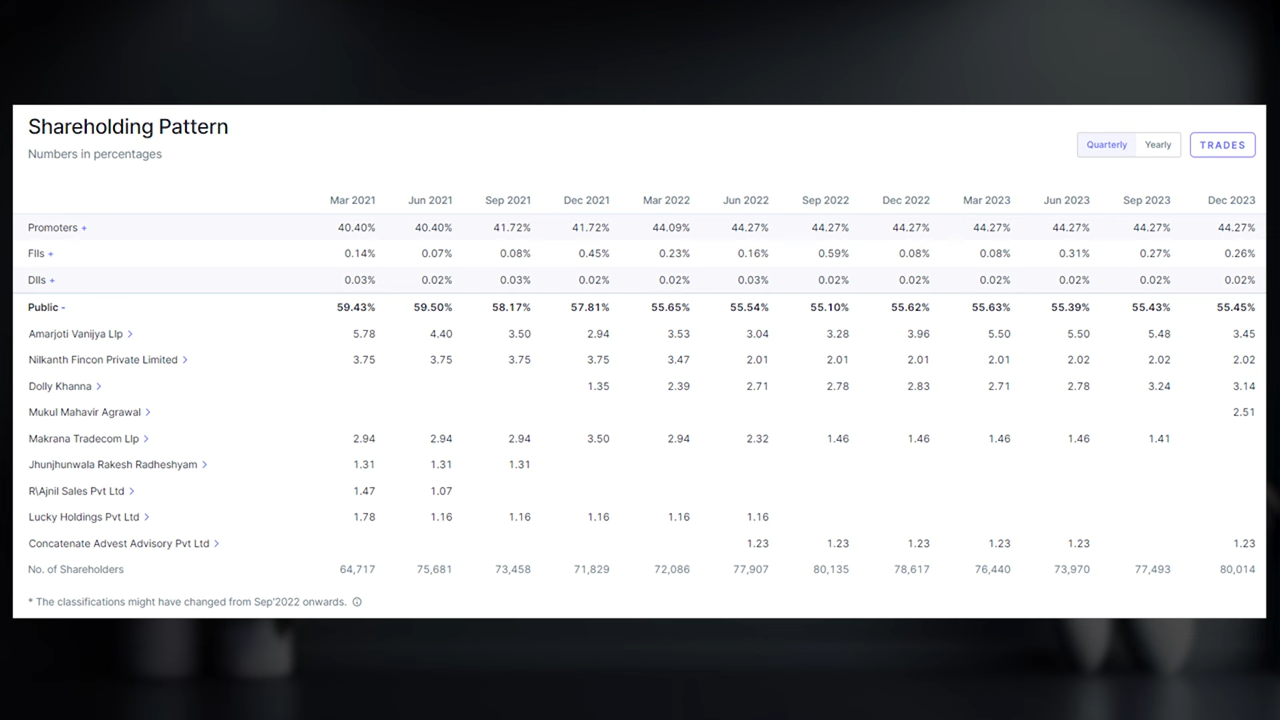 Shareholding Pattern
Numbers in percentages
Quarterly Yearly TRADES
Mar 2021 Jun 2021 Sep 2021 Dec 2021 Mar 2022 Jun 2022 Sep 2022 Dec 2022 Mar 2023 Jun 2023 Sep 2023 Dec 2023
Promoters + 40.40% 40.40% 41.72% 41.72% 44.09% 44.27% 44.27% 44.27% 44.27% 44.27% 44.27% 44.27%
FIIs + 0.14% 0.07% 0.08% 0.45% 0.23% 0.16% 0.59% 0.08% 0.08% 0.31% 0.27% 0.26%
DIIs + 0.03% 0.02% 0.03% 0.02% 0.02% 0.03% 0.02% 0.02% 0.02% 0.02% 0.02% 0.02%
Public - 59.43% 59.50% 58.17% 57.81% 55.65% 55.54% 55.10% 55.62% 55.63% 55.39% 55.43% 55.45%
Amarjoti Vanijya Llp > 5.78 4.40 3.50 2.94 3.53 3.04 3.28 3.96 5.50 5.50 5.48 3.45
Nilkanth Fincon Private Limited > 3.75 3.75 3.75 3.75 3.47 2.01 2.01 2.01 2.01 2.02 2.02 2.02
Dolly Khanna > 1.35 2.39 2.71 2.78 2.83 2.71 2.78 3.24 3.14
Mukul Mahavir Agrawal > 2.51
Makrana Tradecom Llp > 2.94 2.94 2.94 3.50 2.94 2.32 1.46 1.46 1.46 1.46 1.41
Jhunjhunwala Rakesh Radheshyam > 1.31 1.31 1.31
R\Ajnil Sales Pvt Ltd > 1.47 1.07
Lucky Holdings Pvt Ltd > 1.78 1.16 1.16 1.16 1.16 1.16
Concatenate Advest Advisory Pvt Ltd > 1.23 1.23 1.23 1.23 1.23 1.23
No. of Shareholders 64,717 75,681 73,458 71,829 72,086 77,907 80,135 78,617 76,440 73,970 77,493 80,014
* The classifications might have changed from Sep'2022 onwards.